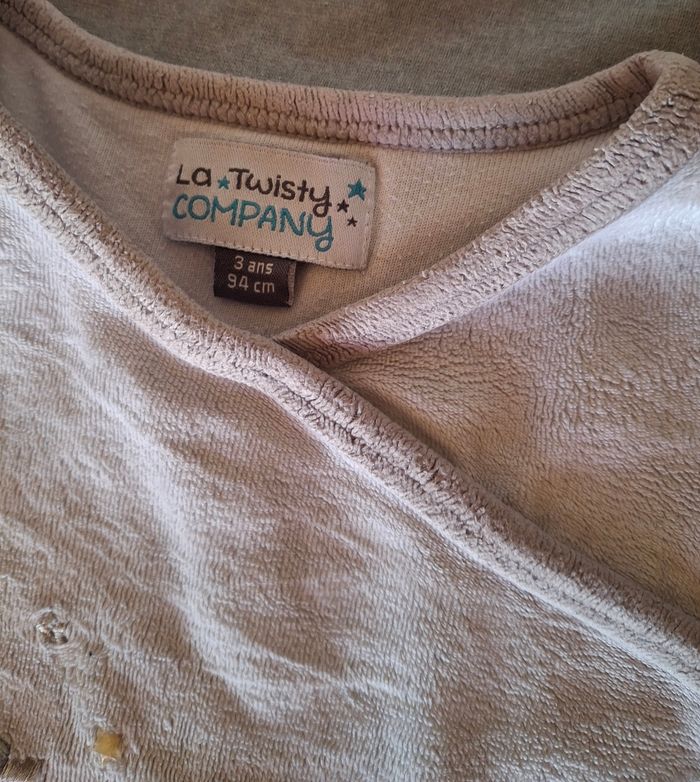 La Twisty
COMPANY
3 ans
94 cm